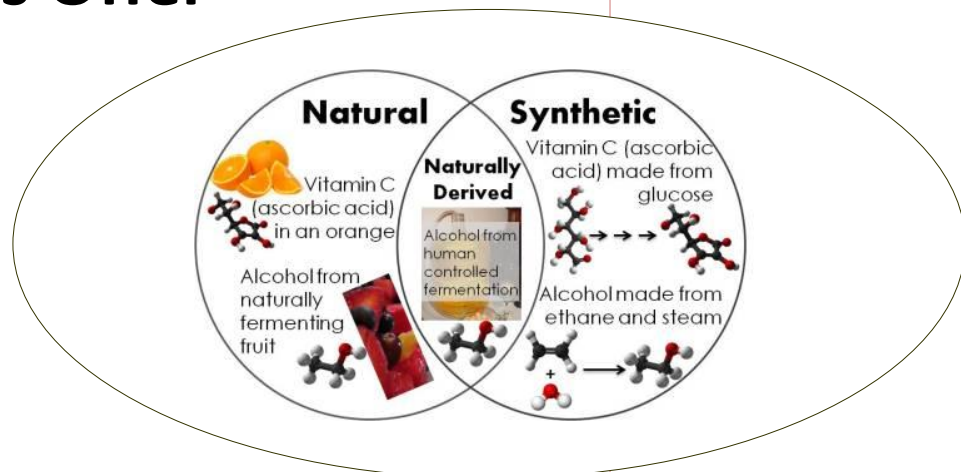 Natural
Vitamin C
(ascorbic acid)
in an orange
Alcohol from
naturally
fermenting
fruit
Naturally
Derived
Alcohol from
human
controlled
fermentation
Synthetic
Vitamin C (ascorbic
acid) made from
glucose
Alcohol made from
ethane and steam
+